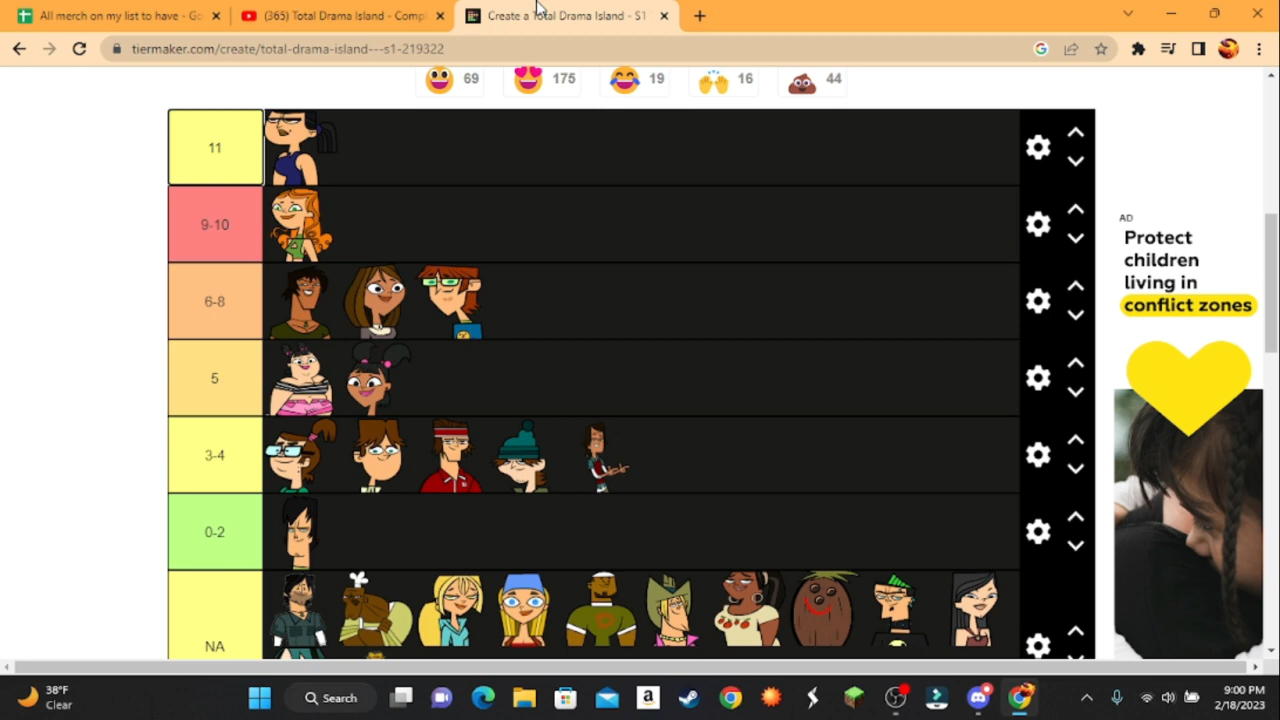 All merch on my list to have - Go
(365) Total Drama Island - Compl
Create a Total Drama Island - S1
tiermaker.com/create/total-drama-island---s1-219322
69
175
19
16
44
11
9-10
6-8
5
3-4
0-2
NA
AD
Protect
children
living in
conflict zones
38°F
Clear
Search
9:00 PM
2/18/2023